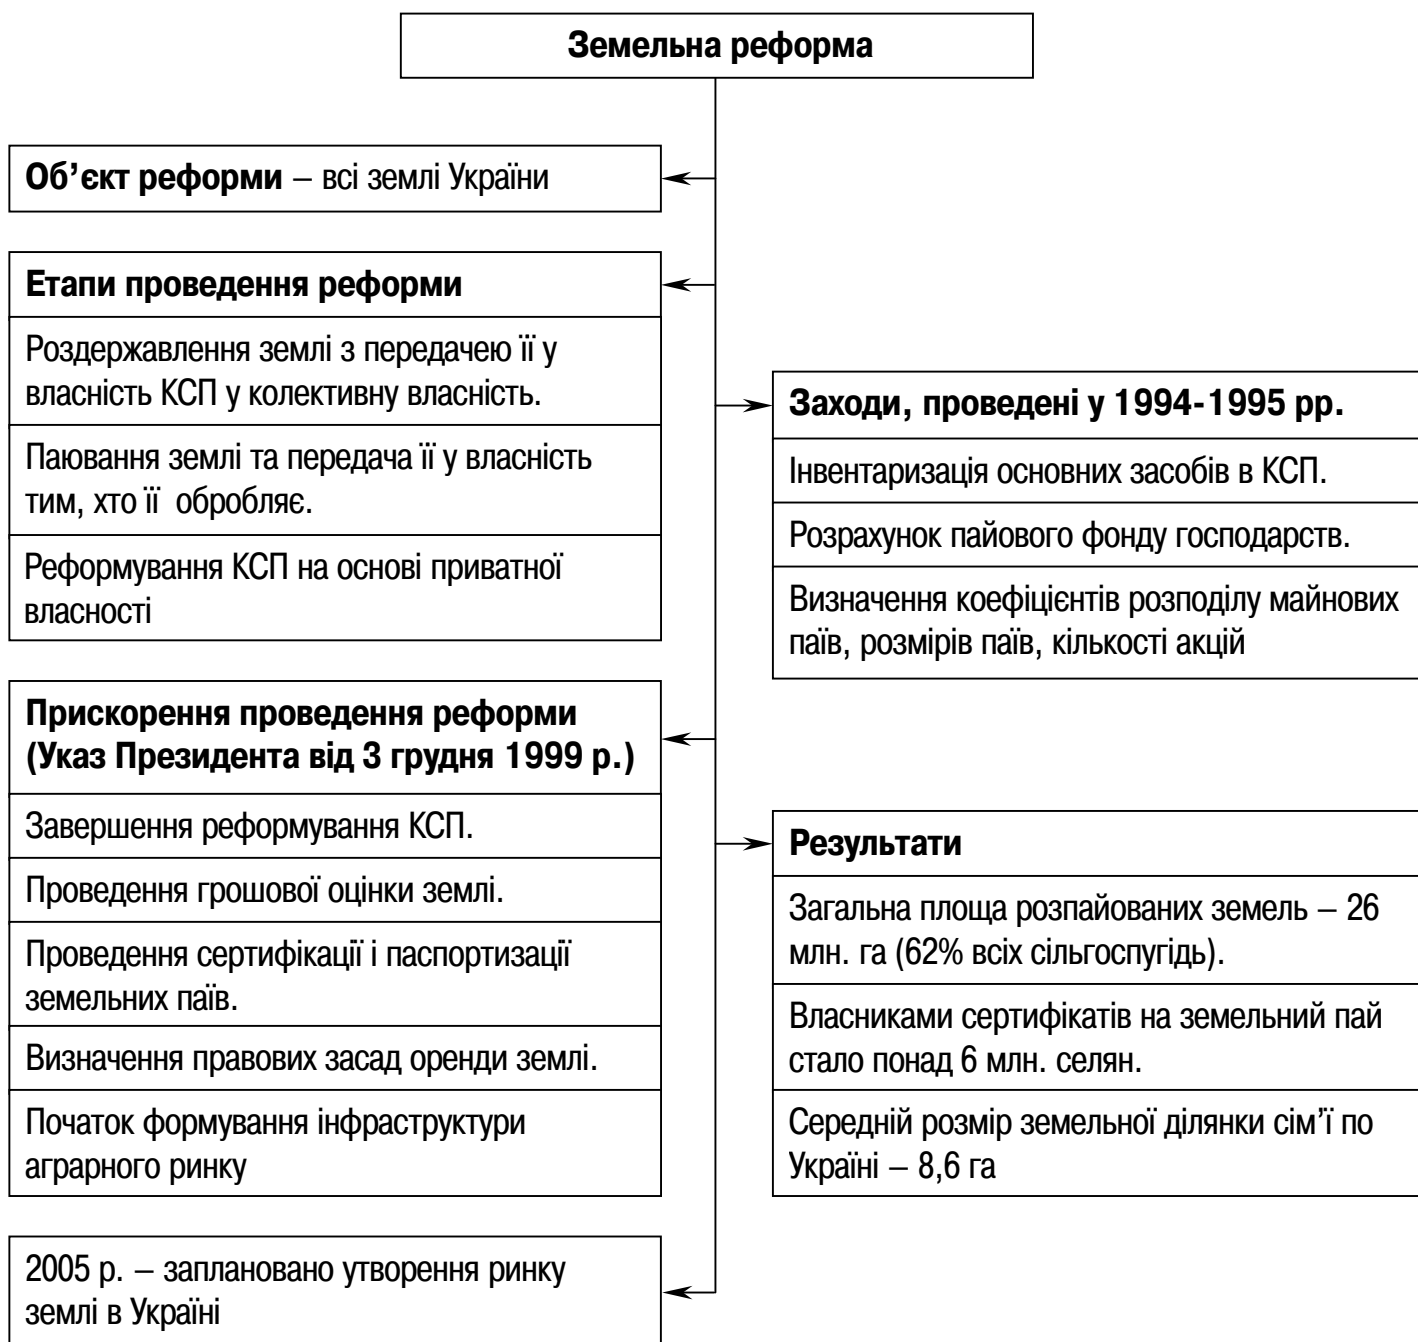 Земельна реформа
Об’єкт реформи – всі землі України
Етапи проведення реформи
Роздержавлення землі з передачею її у
власність КСП у колективну власність.
Паювання землі та передача її у власність
тим, хто її обробляє.
Реформування КСП на основі приватної
власності
Заходи, проведені у 1994-1995 рр.
Інвентаризація основних засобів в КСП.
Розрахунок пайового фонду господарств.
Визначення коефіцієнтів розподілу майнових
паїв, розмірів паїв, кількості акцій
Прискорення проведення реформи
(Указ Президента від 3 грудня 1999 р.)
Завершення реформування КСП.
Проведення грошової оцінки землі.
Проведення сертифікації і паспортизації
земельних паїв.
Визначення правових засад оренди землі.
Початок формування інфраструктури
аграрного ринку
Результати
Загальна площа розпайованих земель – 26
млн. га (62% всіх сільгоспугідь).
Власниками сертифікатів на земельний пай
стало понад 6 млн. селян.
Середній розмір земельної ділянки сім’ї по
Україні – 8,6 га
2005 р. – заплановано утворення ринку
землі в Україні